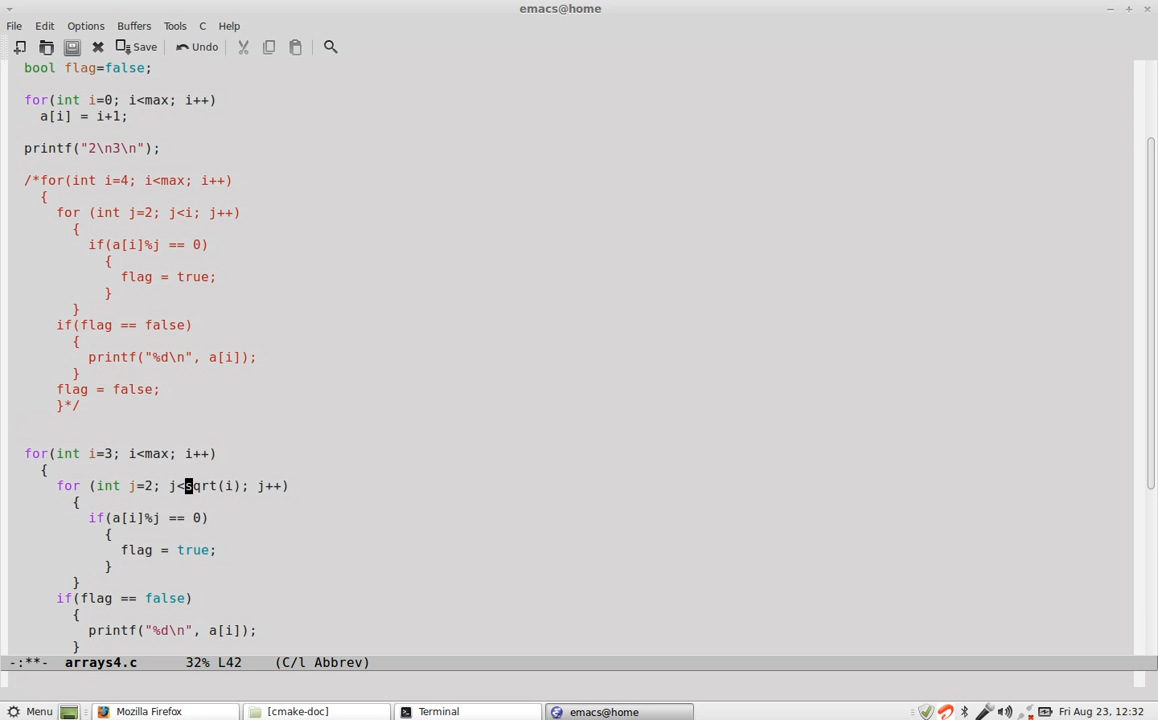 emacs@home
File Edit Options Buffers Tools C Help
Save Undo
bool flag=false;
for(int i=0; i<max; i++)
a[i] = i+1;
printf("2\n3\n");
/*for(int i=4; i<max; i++)
{
for (int j=2; j<i; j++)
{
if(a[i]%j == 0)
{
flag = true;
}
}
if(flag == false)
{
printf("%d\n", a[i]);
}
flag = false;
}*/
for(int i=3; i<max; i++)
{
for (int j=2; j<sqrt(i); j++)
{
if(a[i]%j == 0)
{
flag = true;
}
}
if(flag == false)
{
printf("%d\n", a[i]);
}
-:**- arrays4.c 32% L42 (C/l Abbrev)
Menu Mozilla Firefox [cmake-doc] Terminal emacs@home Fri Aug 23, 12:32